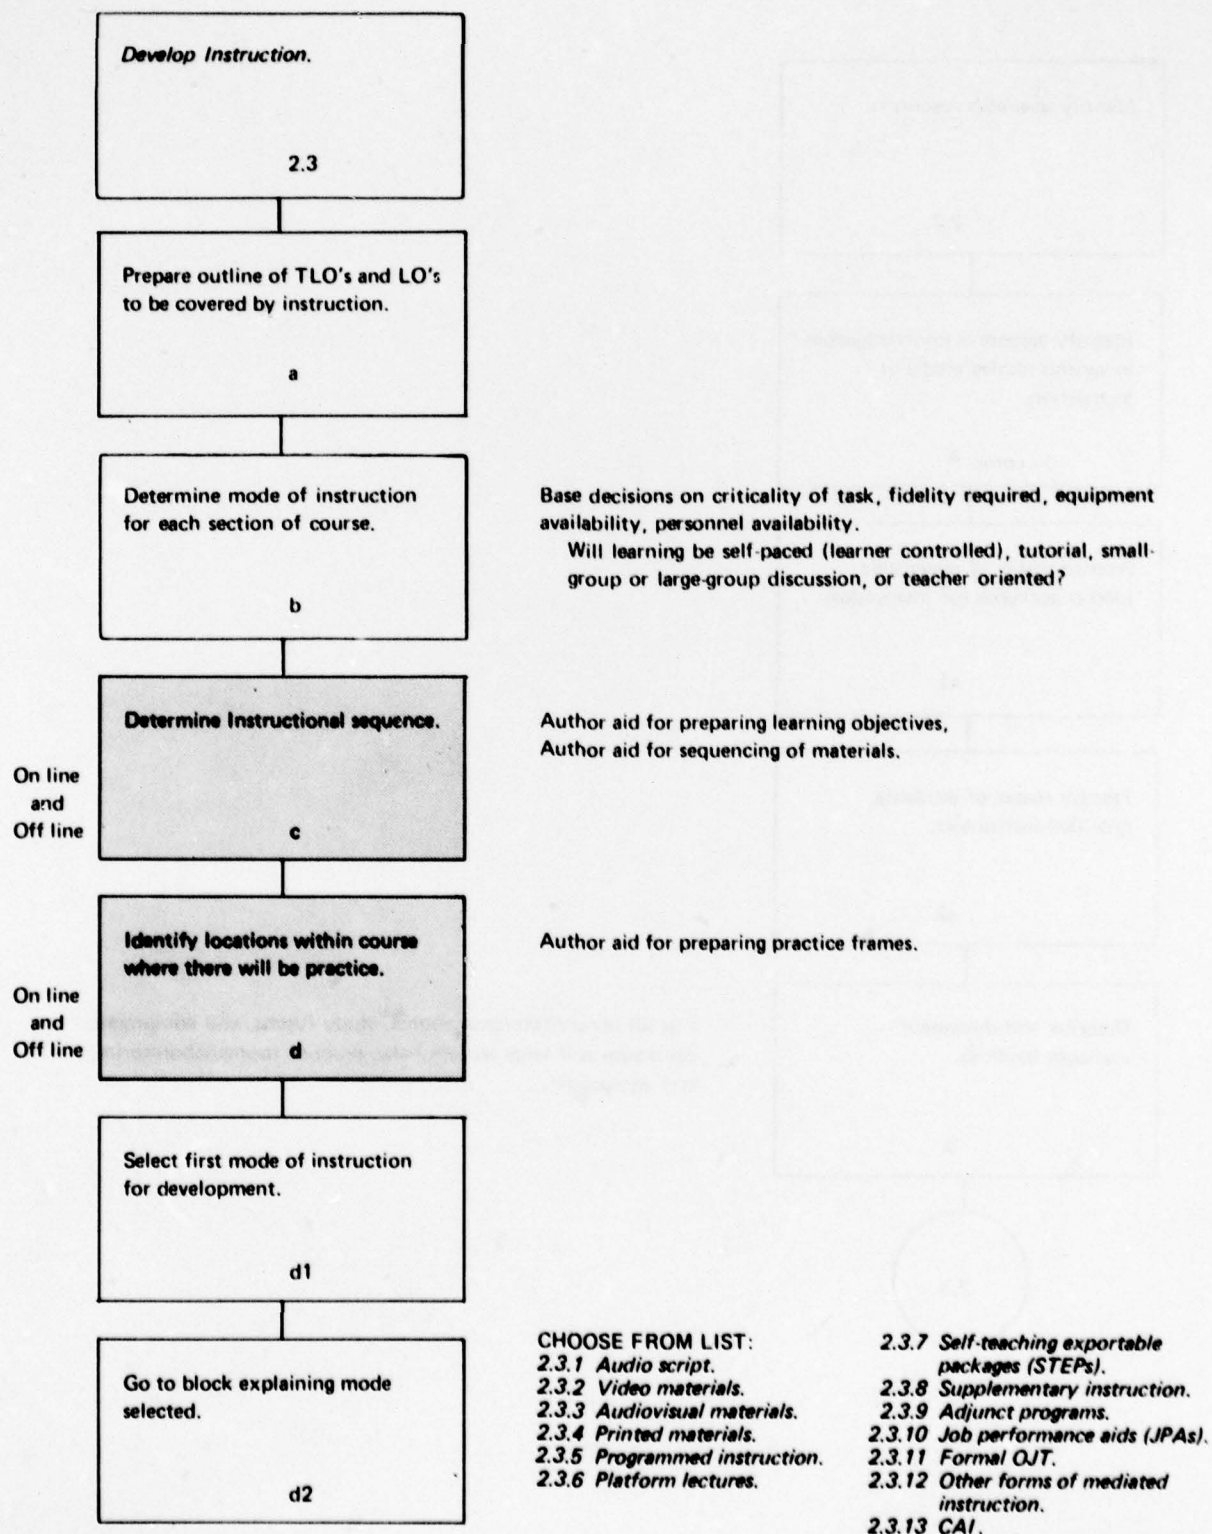 Develop Instruction.
2.3
Prepare outline of TLO's and LO's
to be covered by instruction.
a
Determine mode of instruction
for each section of course.
b
Base decisions on criticality of task, fidelity required, equipment
availability, personnel availability.
Will learning be self-paced (learner controlled), tutorial, small-
group or large-group discussion, or teacher oriented?
On line
and
Off line
Determine Instructional sequence.
c
Author aid for preparing learning objectives,
Author aid for sequencing of materials.
On line
and
Off line
Identify locations within course
where there will be practice.
d
Author aid for preparing practice frames.
Select first mode of instruction
for development.
d1
Go to block explaining mode
selected.
d2
CHOOSE FROM LIST:
2.3.1 Audio script.
2.3.2 Video materials.
2.3.3 Audiovisual materials.
2.3.4 Printed materials.
2.3.5 Programmed instruction.
2.3.6 Platform lectures.
2.3.7 Self-teaching exportable
packages (STEPs).
2.3.8 Supplementary instruction.
2.3.9 Adjunct programs.
2.3.10 Job performance aids (JPAs).
2.3.11 Formal OJT.
2.3.12 Other forms of mediated
instruction.
2.3.13 CAI.